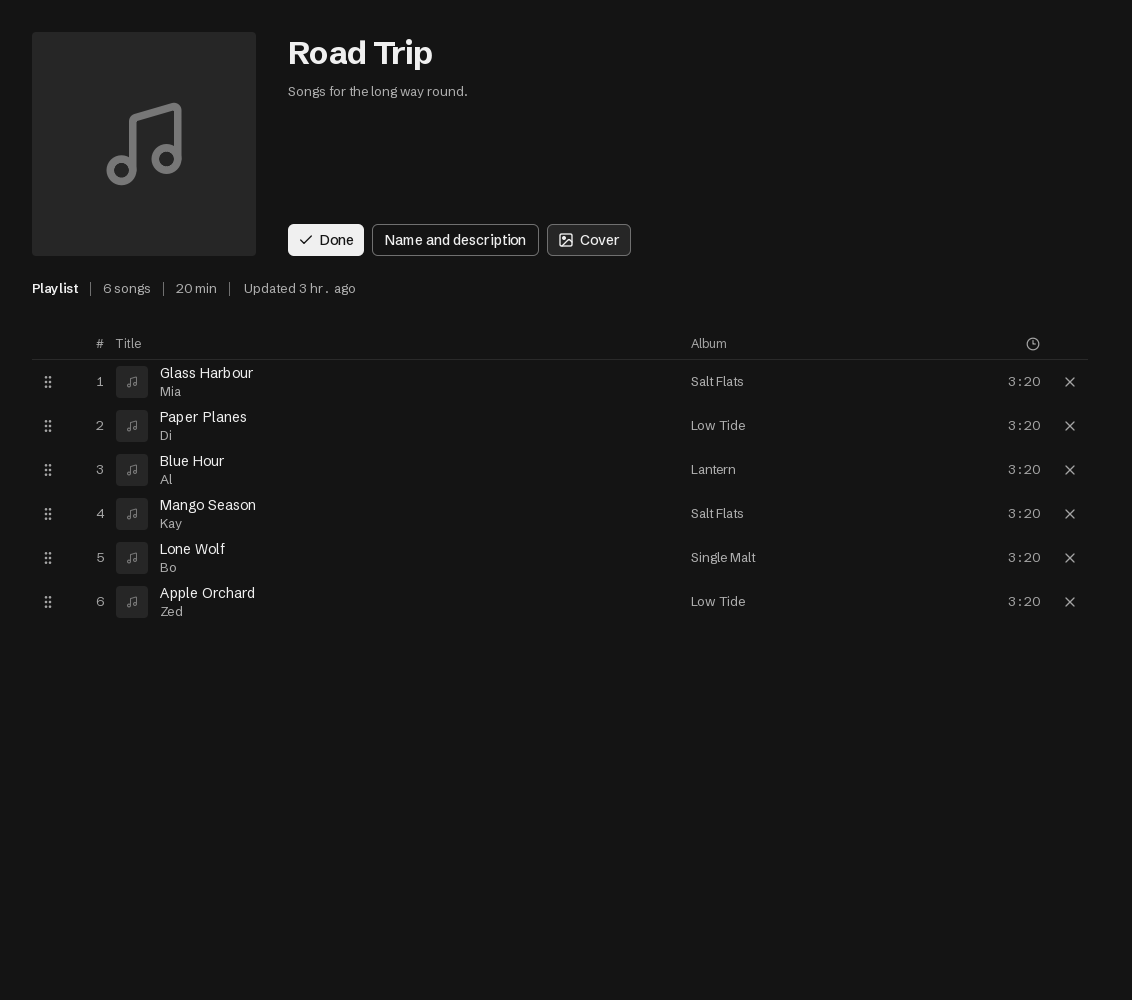 Road Trip
Songs for the long way round.
Done
Name and description
Cover
Playlist | 6 songs | 20 min | Updated 3 hr. ago
# Title Album
1 Glass Harbour Salt Flats 3:20
Mia
2 Paper Planes Low Tide 3:20
Di
3 Blue Hour Lantern 3:20
Al
4 Mango Season Salt Flats 3:20
Kay
5 Lone Wolf Single Malt 3:20
Bo
6 Apple Orchard Low Tide 3:20
Zed